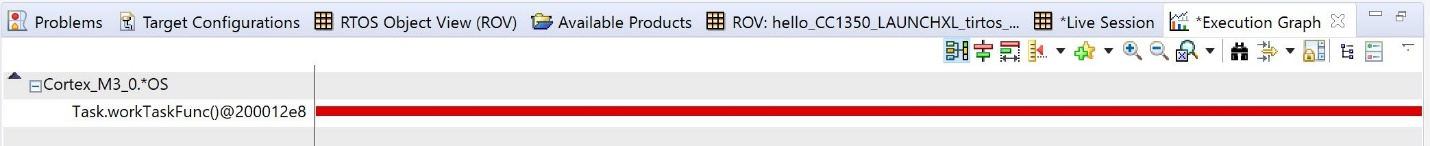 Problems Target Configurations RTOS Object View (ROV) Available Products ROV: hello_CC1350_LAUNCHXL_tirtos_... *Live Session *Execution Graph
Cortex_M3_0.*OS
Task.workTaskFunc()@200012e8